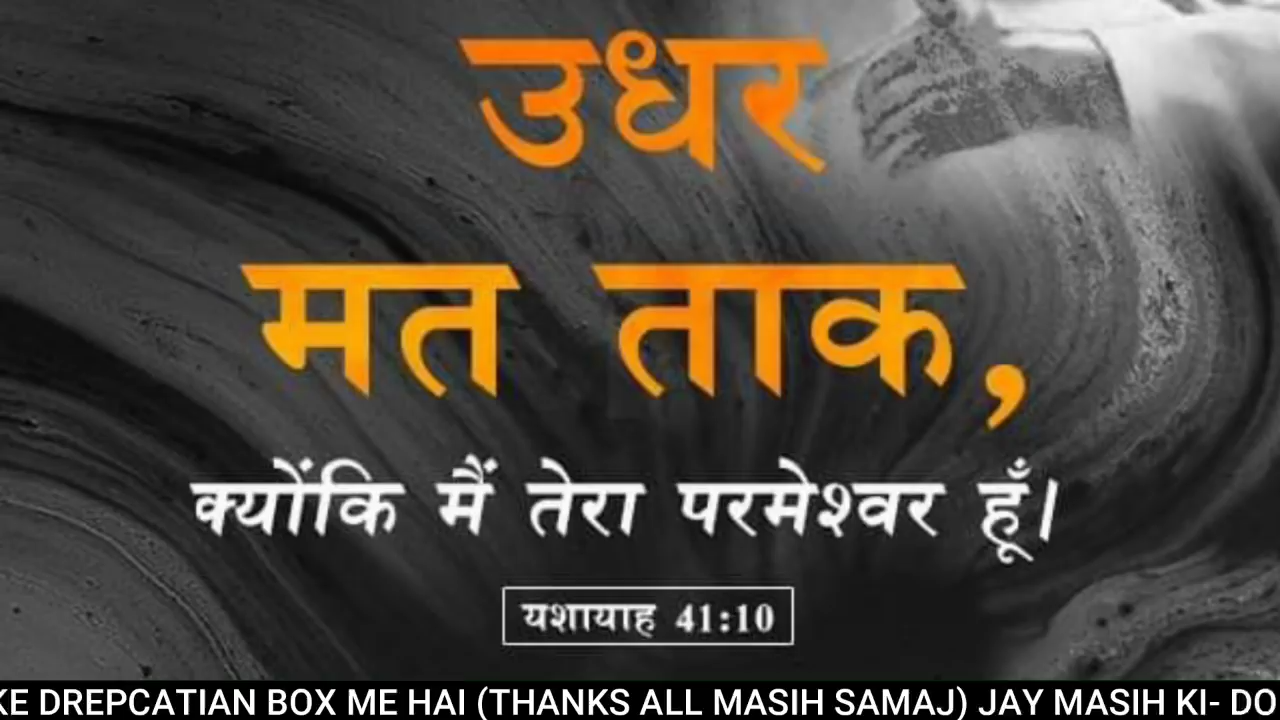 उधर
मत ताक,
क्योंकि मैं तेरा परमेश्वर हूँ।
यशायाह 41:10
KE DREPCATIAN BOX ME HAI (THANKS ALL MASIH SAMAJ) JAY MASIH KI- DO